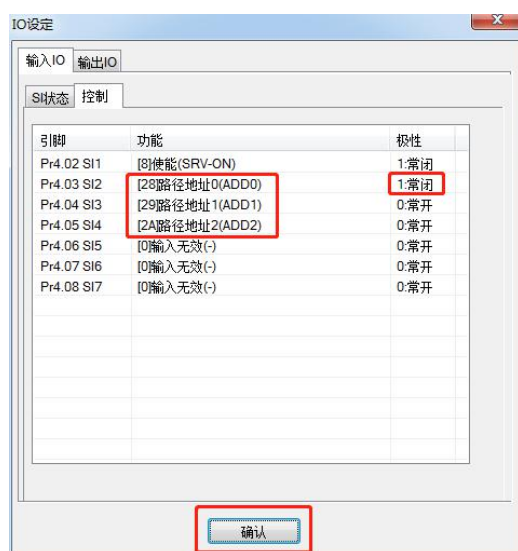 IO设定
输入IO 输出IO
SI状态 控制
引脚 功能 极性
Pr4.02 SI1 [8]使能(SRV-ON) 1:常闭
Pr4.03 SI2 [28]路径地址0(ADD0) 1:常闭
Pr4.04 SI3 [29]路径地址1(ADD1) 0:常开
Pr4.05 SI4 [2A]路径地址2(ADD2) 0:常开
Pr4.06 SI5 [0]输入无效(-) 0:常开
Pr4.07 SI6 [0]输入无效(-) 0:常开
Pr4.08 SI7 [0]输入无效(-) 0:常开
确认